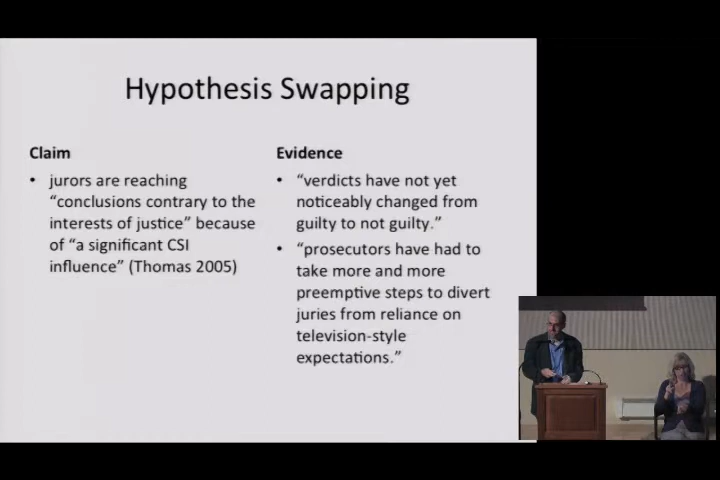 Hypothesis Swapping
Claim
• jurors are reaching
“conclusions contrary to the
interests of justice” because
of “a significant CSI
influence” (Thomas 2005)
Evidence
• “verdicts have not yet
noticeably changed from
guilty to not guilty.”
• “prosecutors have had to
take more and more
preemptive steps to divert
juries from reliance on
television-style
expectations.”